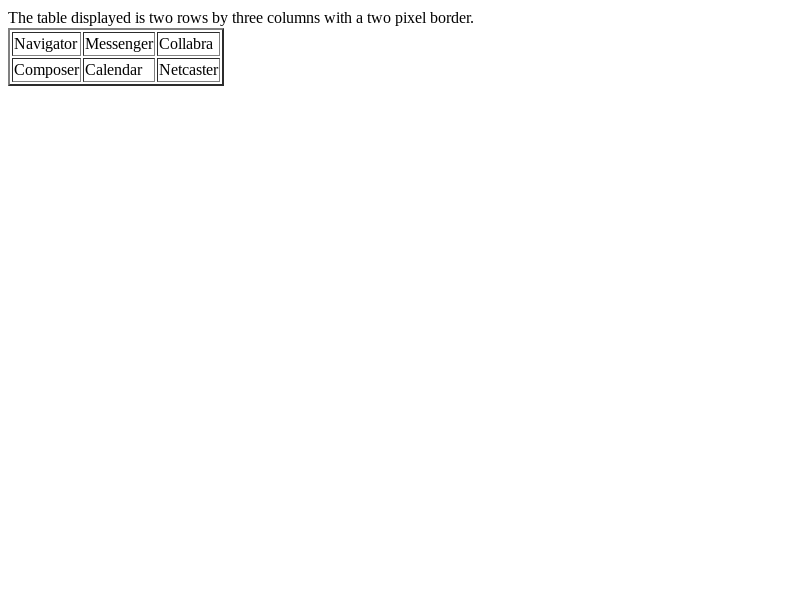 The table displayed is two rows by three columns with a two pixel border.
Navigator Messenger Collabra
Composer Calendar Netcaster